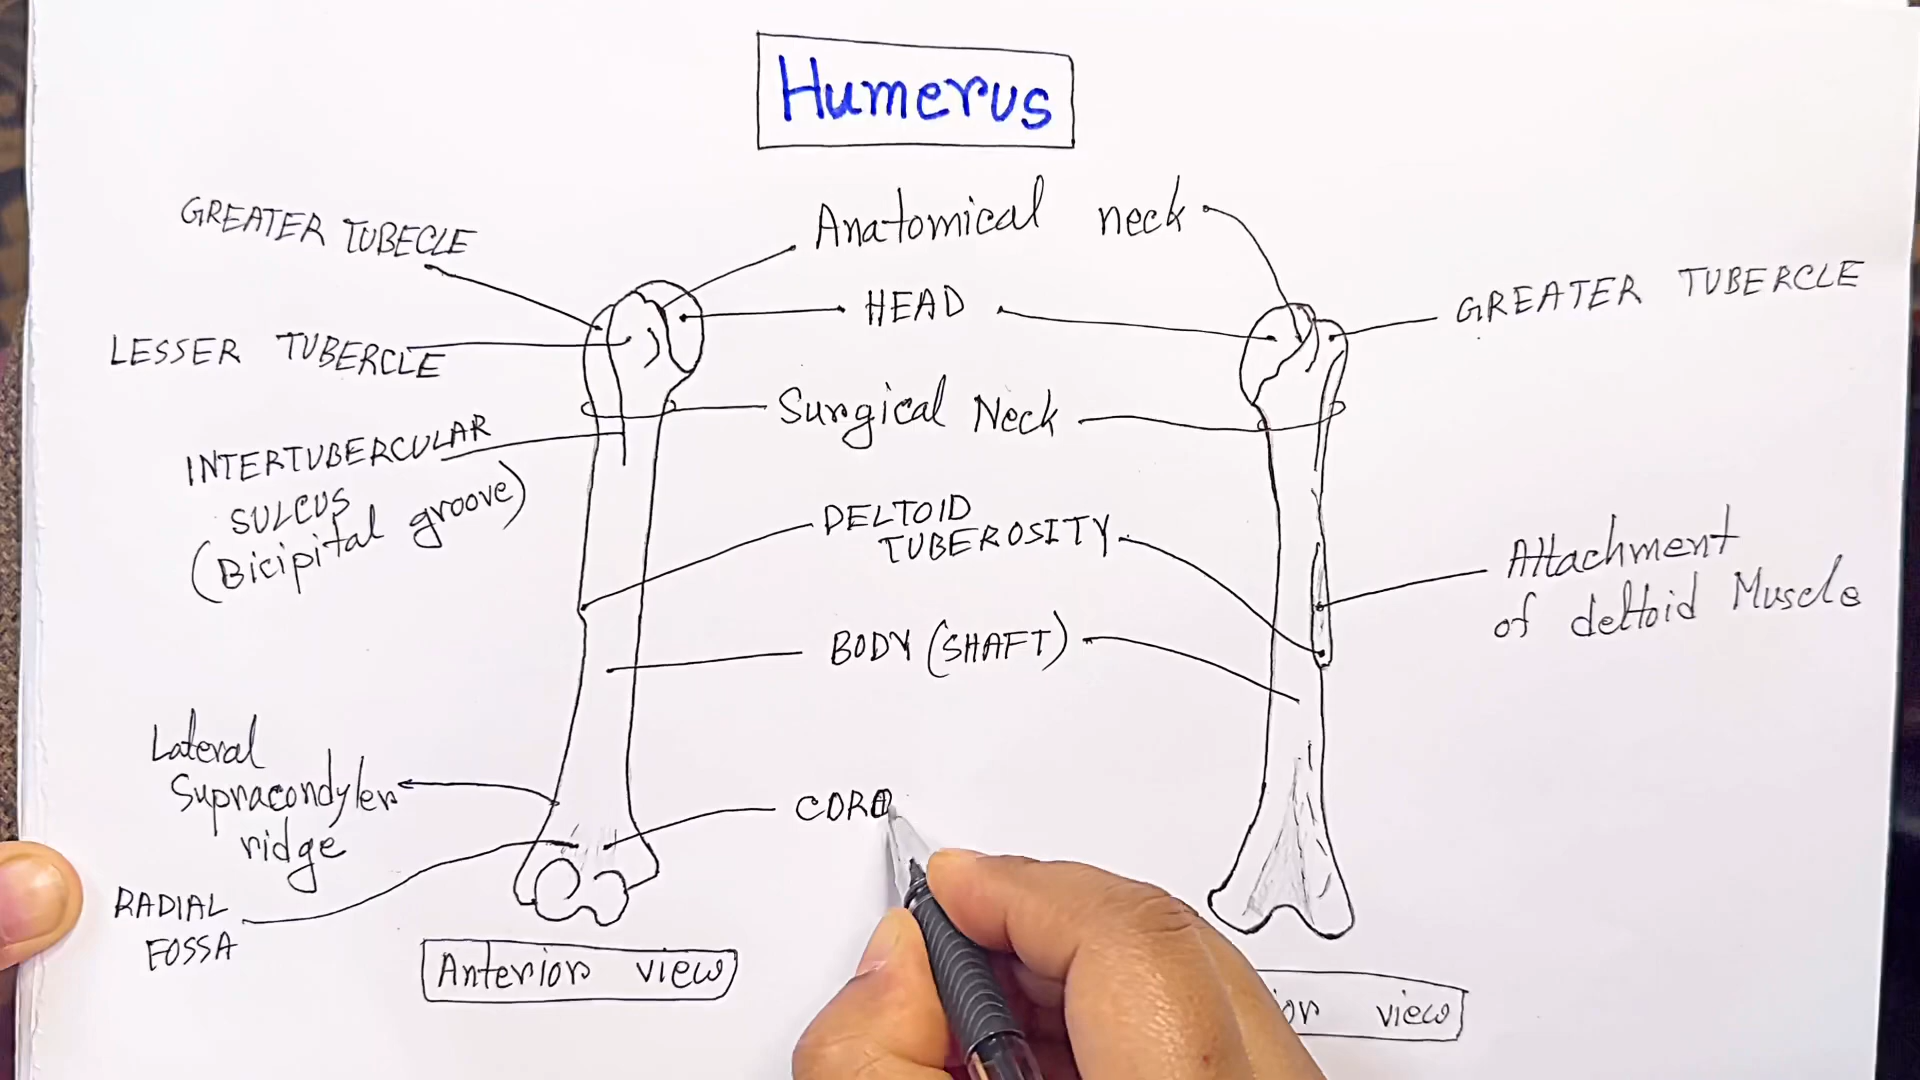 Humerus
GREATER TUBECLE
Anatomical neck
HEAD
GREATER TUBERCLE
LESSER TUBERCLE
Surgical Neck
INTERTUBERCULAR
SULCUS
(Bicipital groove)
DELTOID
TUBEROSITY
Attachment
of deltoid Muscle
BODY (SHAFT)
Lateral
Supracondyler
ridge
CORO
RADIAL
FOSSA
Anterior view
view